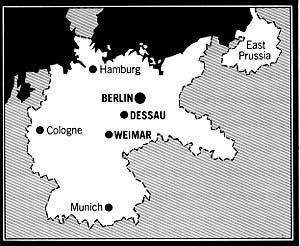 East
Prussia
Hamburg
BERLIN
DESSAU
Cologne
WEIMAR
Munich